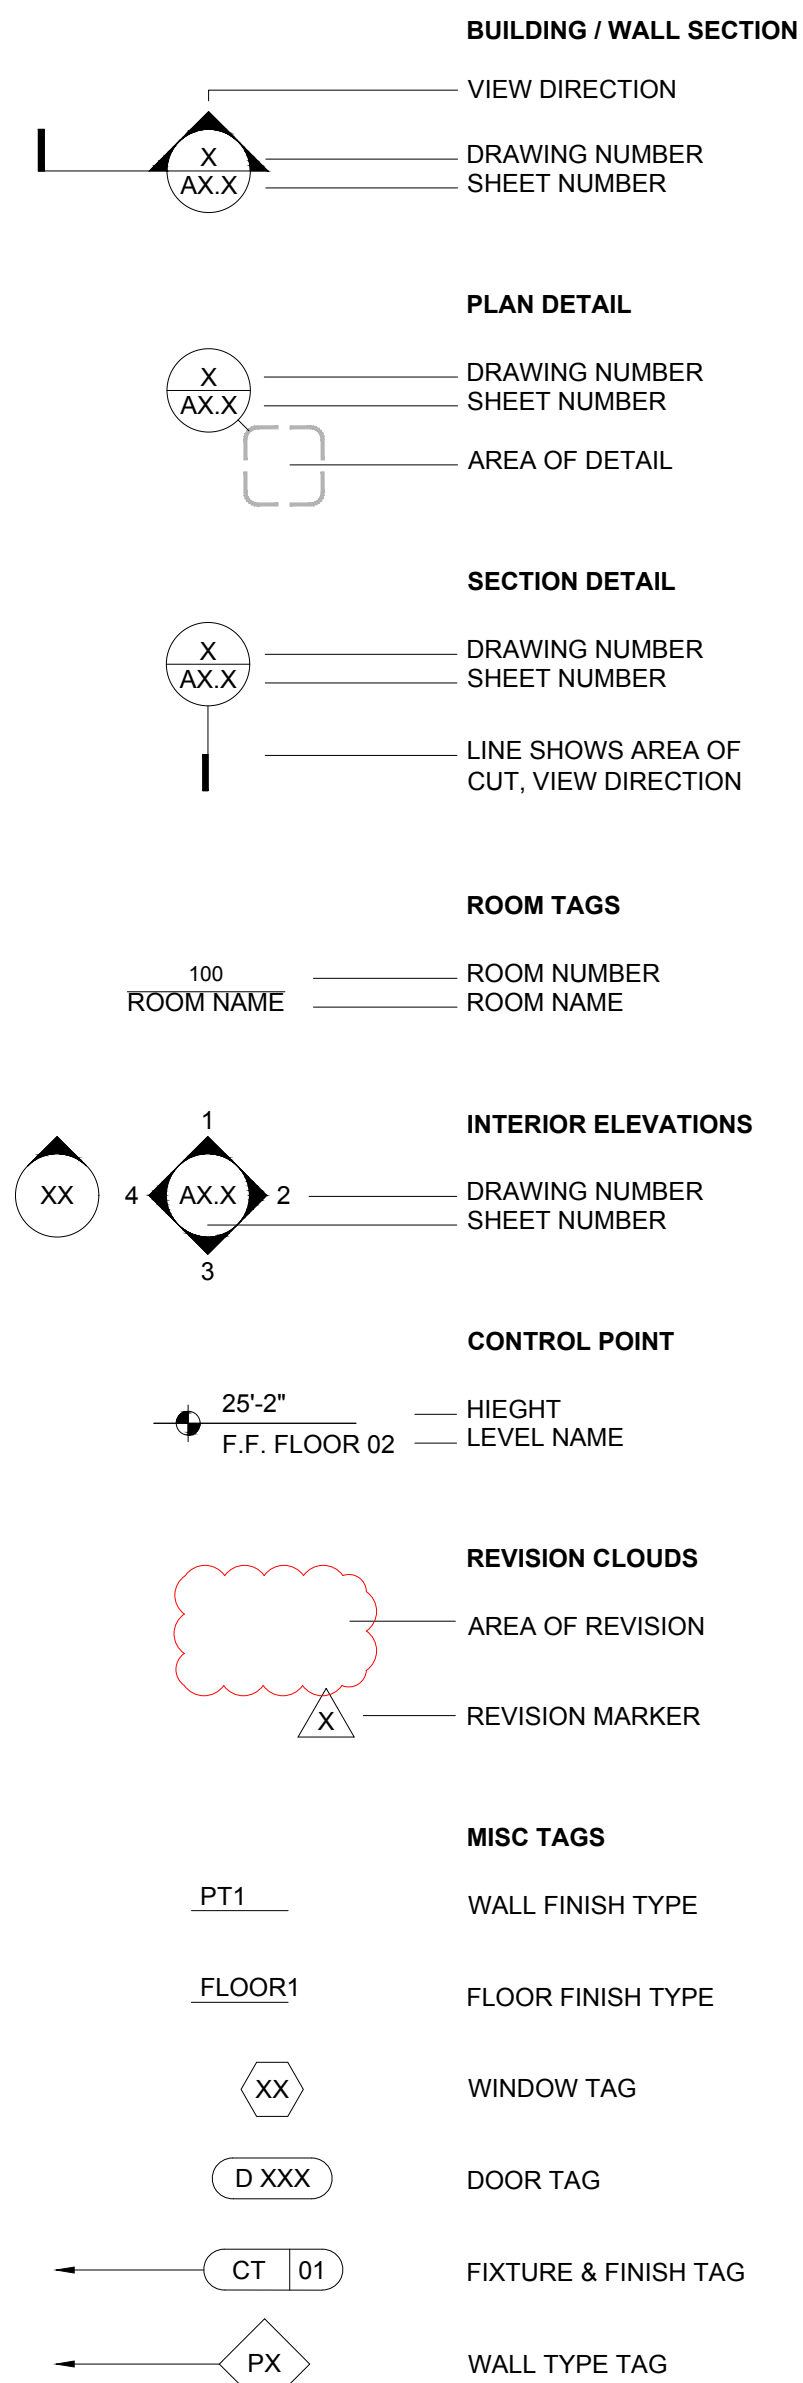 BUILDING / WALL SECTION
VIEW DIRECTION
X
DRAWING NUMBER
AX.X
SHEET NUMBER
PLAN DETAIL
X
DRAWING NUMBER
AX.X
SHEET NUMBER
AREA OF DETAIL
SECTION DETAIL
X
DRAWING NUMBER
AX.X
SHEET NUMBER
LINE SHOWS AREA OF
CUT, VIEW DIRECTION
ROOM TAGS
100
ROOM NUMBER
ROOM NAME
ROOM NAME
INTERIOR ELEVATIONS
1
XX
4
AX.X
2
3
DRAWING NUMBER
SHEET NUMBER
CONTROL POINT
25'-2"
HIEGHT
F.F. FLOOR 02
LEVEL NAME
REVISION CLOUDS
AREA OF REVISION
X
REVISION MARKER
MISC TAGS
PT1
WALL FINISH TYPE
FLOOR1
FLOOR FINISH TYPE
XX
WINDOW TAG
D XXX
DOOR TAG
CT 01
FIXTURE & FINISH TAG
PX
WALL TYPE TAG